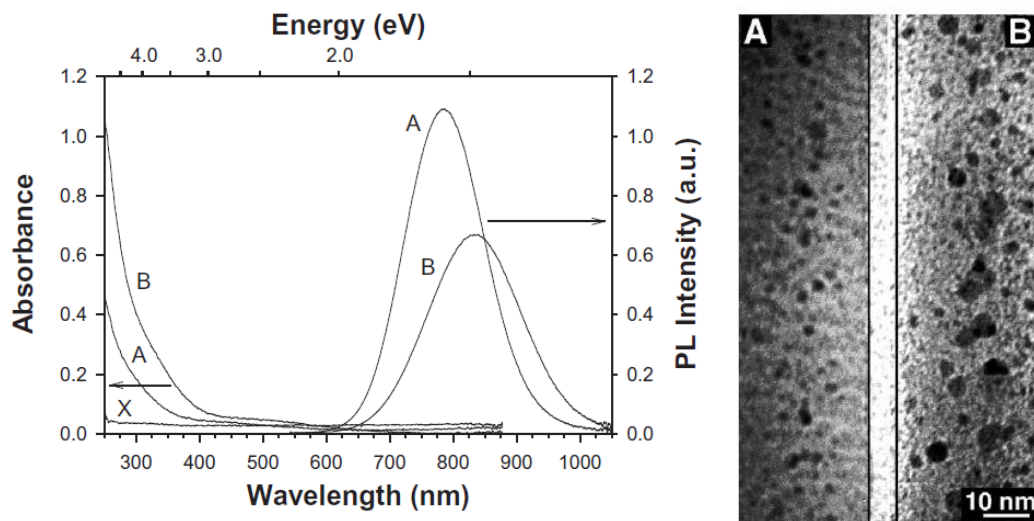 Energy (eV)
4.0 3.0 2.0
1.2 1.2
1.0 1.0
0.8 0.8
0.6 0.6
0.4 0.4
0.2 0.2
0.0 0.0
Absorbance
PL Intensity (a.u.)
A
B
B
A
X
300 400 500 600 700 800 900 1000
Wavelength (nm)
A B
10 nm